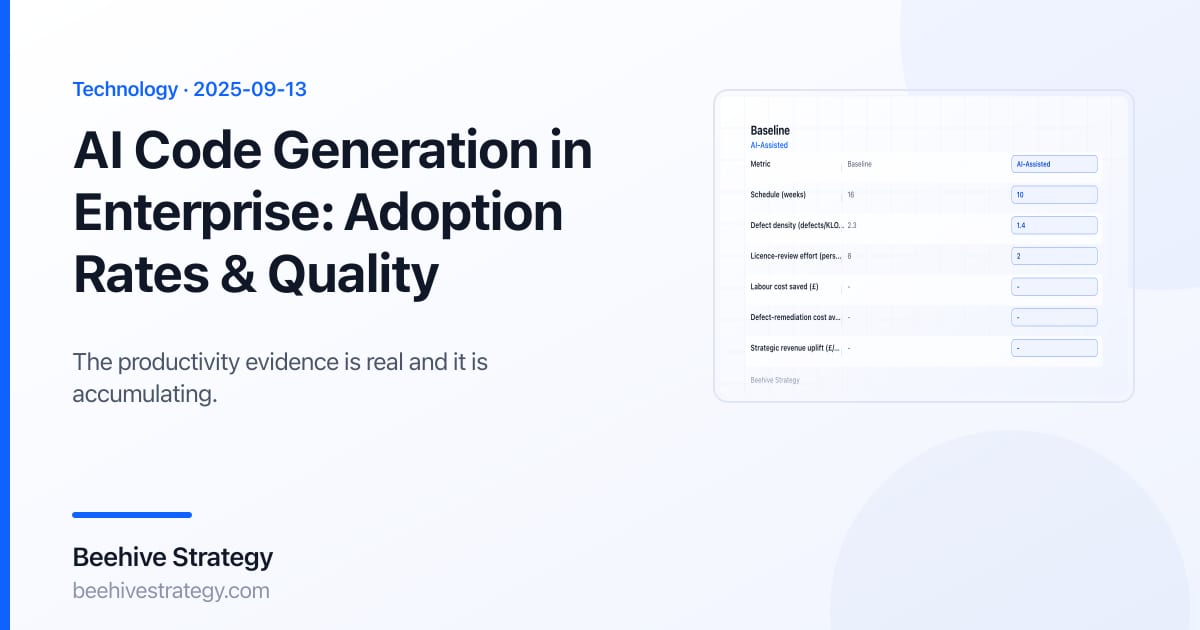 Technology · 2025-09-13
AI Code Generation in
Enterprise: Adoption
Rates & Quality
The productivity evidence is real and it is
accumulating.
Beehive Strategy
beehivestrategy.com
Baseline
AI-Assisted
Metric Baseline AI-Assisted
Schedule (weeks) 16 10
Defect density (defects/KLO... 2.3 1.4
Licence-review effort (pers... 8 2
Labour cost saved (£) - -
Defect-remediation cost av... - -
Strategic revenue uplift (£/... - -
Beehive Strategy